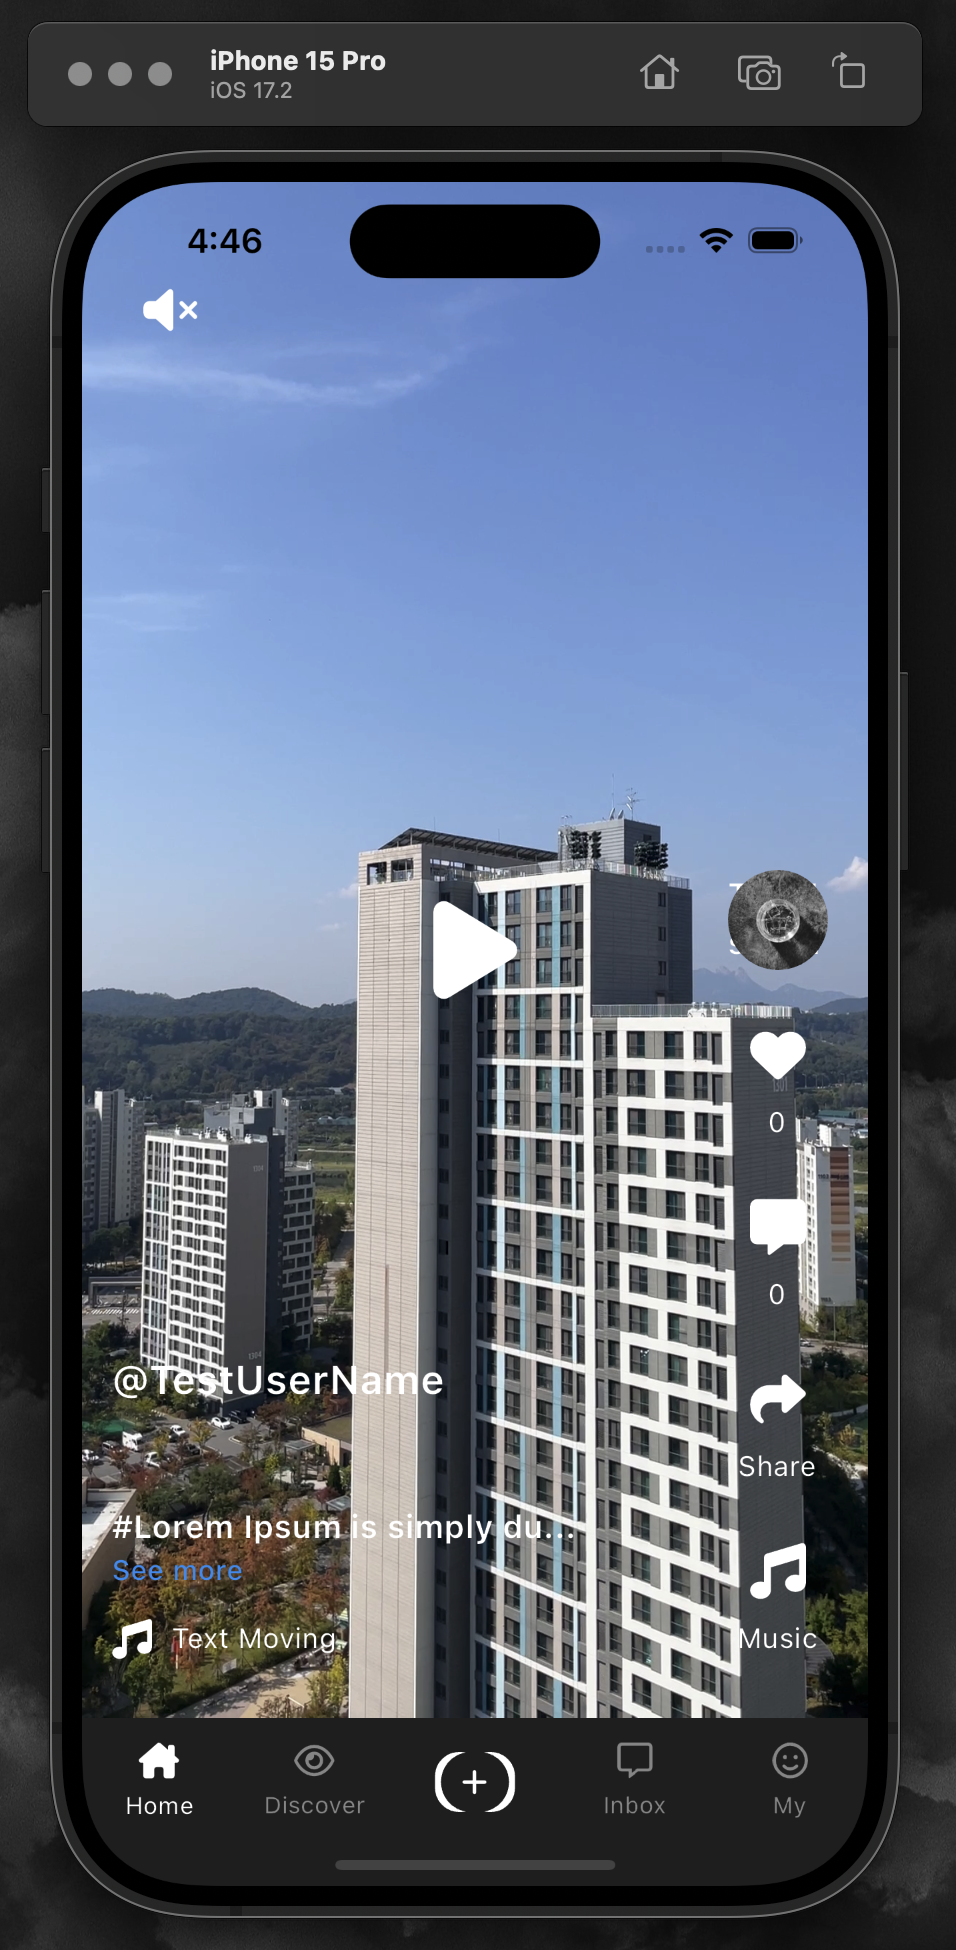 iPhone 15 Pro
iOS 17.2
4:46
0
0
@TestUserName
Share
#Lorem Ipsum is simply du...
See more
Text Moving
Music
Home
Discover
Inbox
My